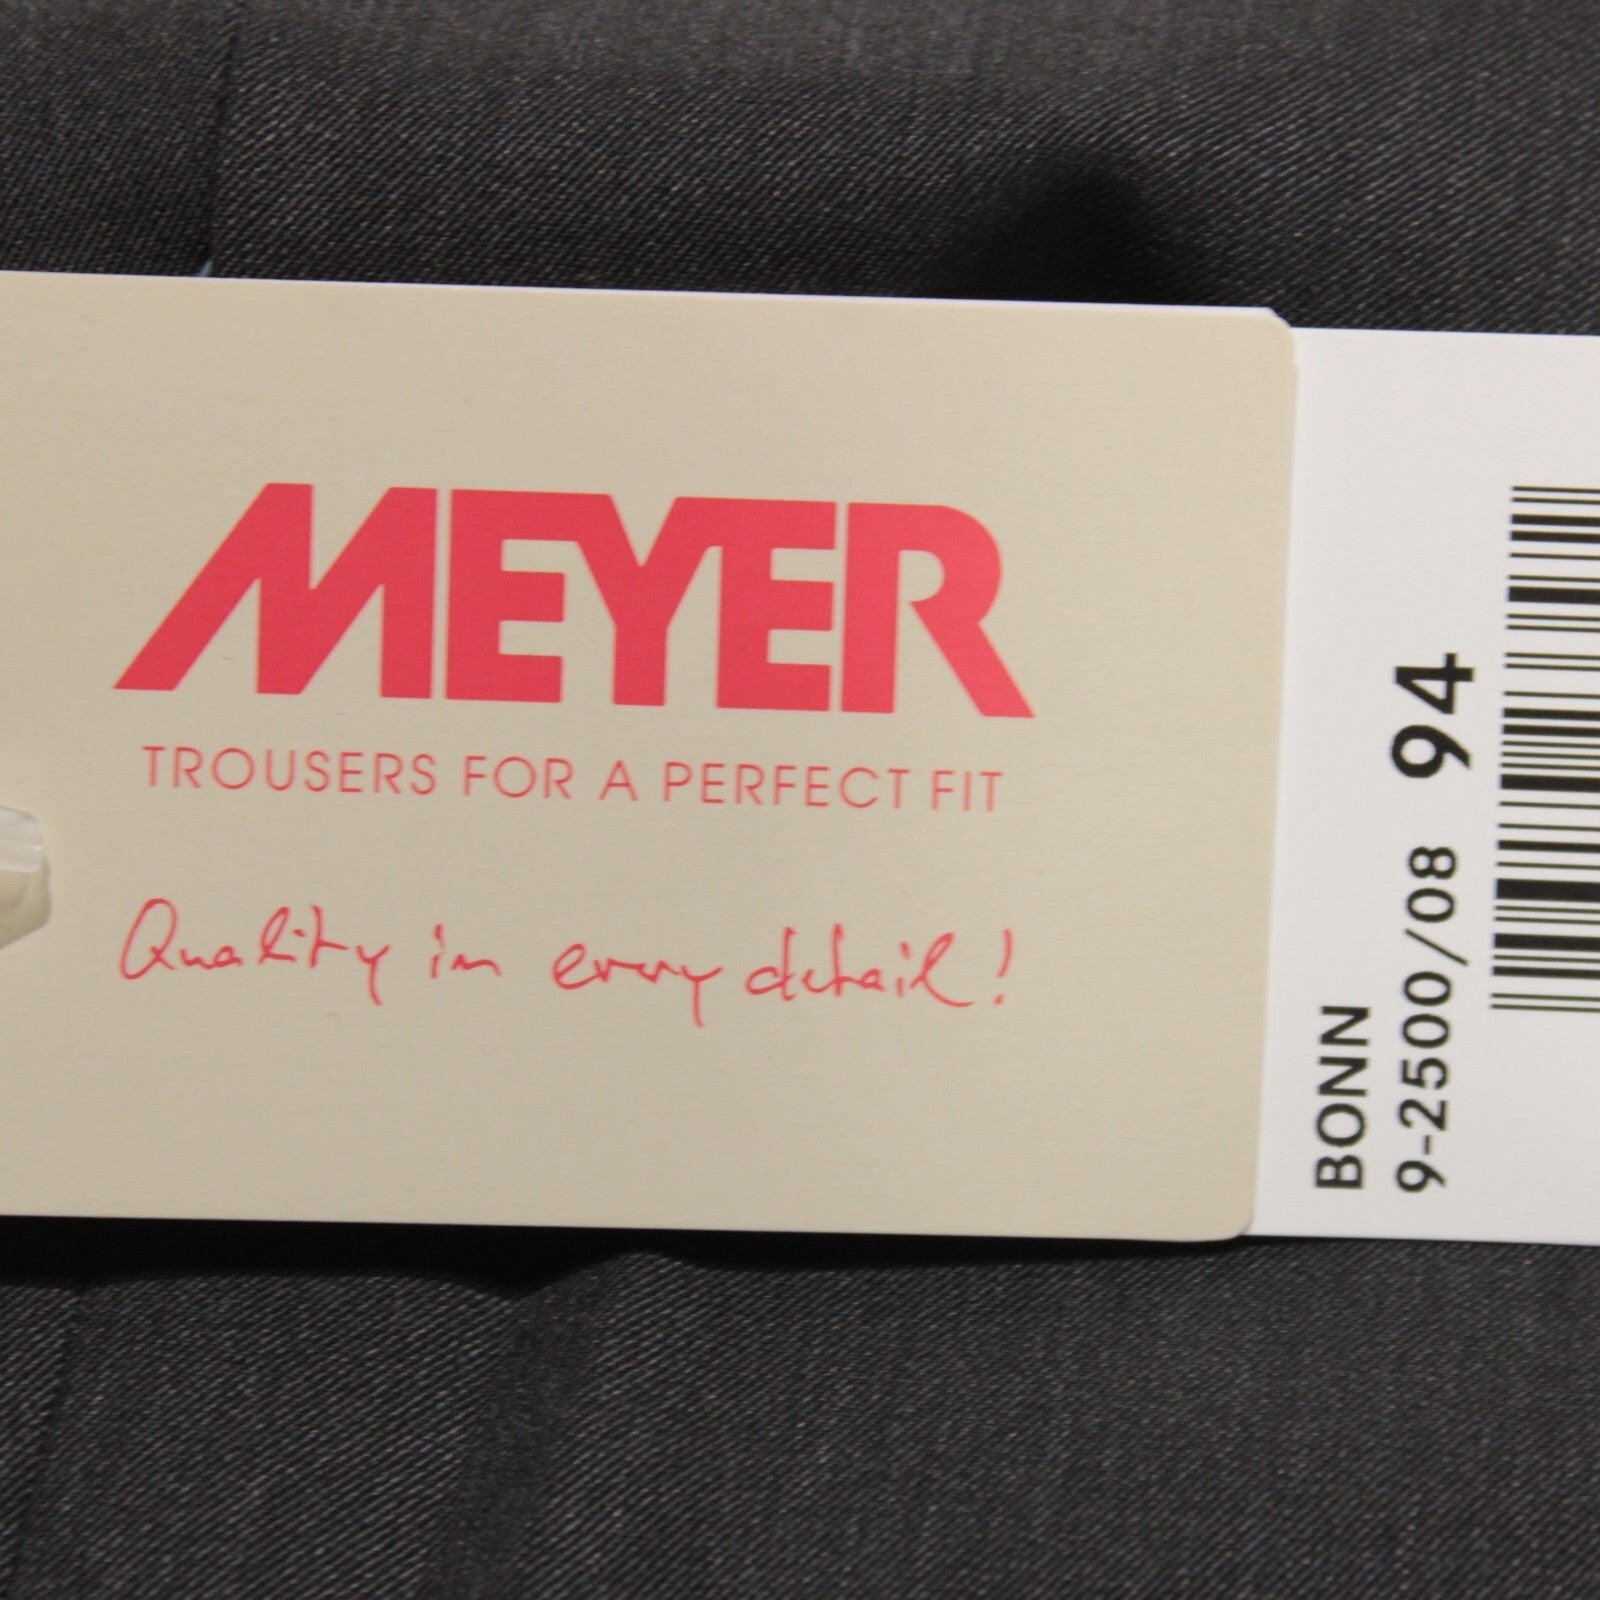 MEYER
TROUSERS FOR A PERFECT FIT
Quality in every detail!
BONN
9-2500/08 94